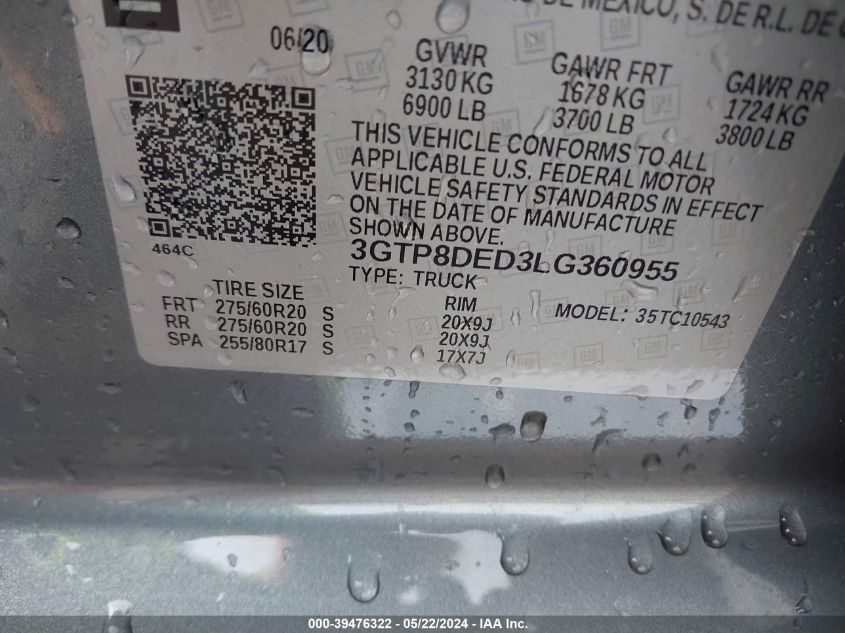 DE MEXICO, S. DE R.L. DE
06/20
GVWR GAWR FRT GAWR RR
3130 KG 1678 KG 1724 KG
6900 LB 3700 LB 3800 LB
THIS VEHICLE CONFORMS TO ALL
APPLICABLE U.S. FEDERAL MOTOR
VEHICLE SAFETY STANDARDS IN EFFECT
ON THE DATE OF MANUFACTURE
SHOWN ABOVE.
464C
3GTP8DED3LG360955
TYPE: TRUCK
TIRE SIZE RIM MODEL: 35TC10543
FRT 275/60R20 S 20X9J
RR 275/60R20 S 20X9J
SPA 255/80R17 S 17X7J
000-39476322 - 05/22/2024 - IAA Inc.